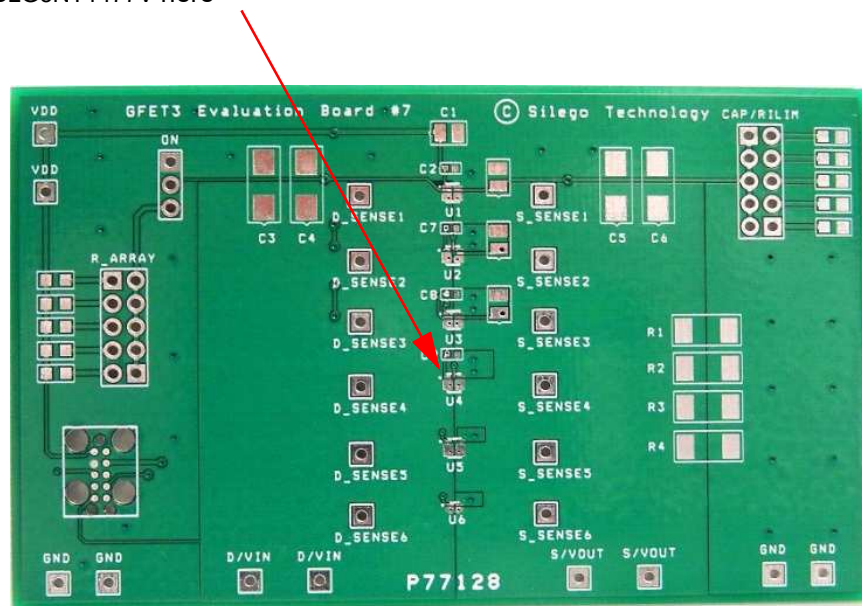 VDD
GFET3 Evaluation Board #7
C1
© Silego Technology
CAP/RILIM
ON
VDD
C2
U1
D_SENSE1
S_SENSE1
C3
C4
C7
C5
C6
R_ARRAY
U2
D_SENSE2
S_SENSE2
C8
U3
D_SENSE3
S_SENSE3
R1
R2
U4
D_SENSE4
S_SENSE4
R3
R4
U5
D_SENSE5
S_SENSE5
U6
D_SENSE6
S_SENSE6
GND
GND
D/VIN
D/VIN
P77128
S/VOUT
S/VOUT
GND
GND